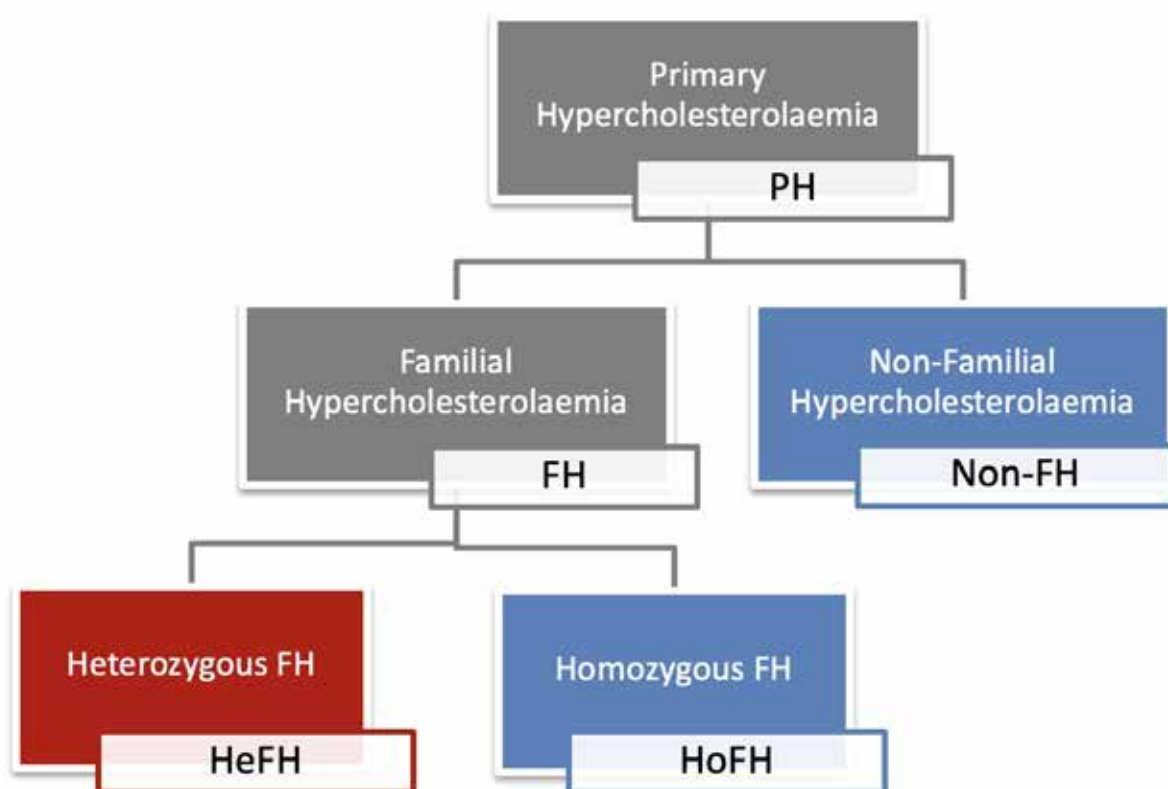 Primary
Hypercholesterolaemia
PH
Familial
Hypercholesterolaemia
FH
Non-Familial
Hypercholesterolaemia
Non-FH
Heterozygous FH
HeFH
Homozygous FH
HoFH